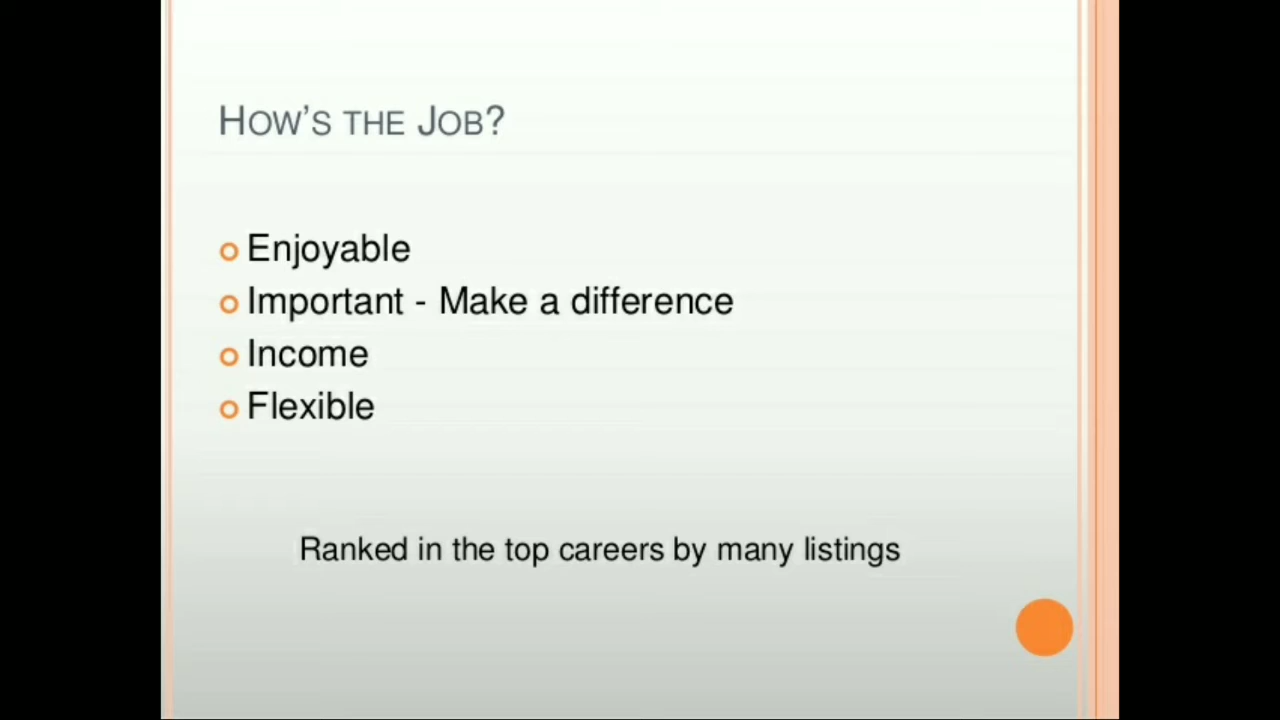 How's the Job?
Enjoyable
Important - Make a difference
Income
Flexible
Ranked in the top careers by many listings